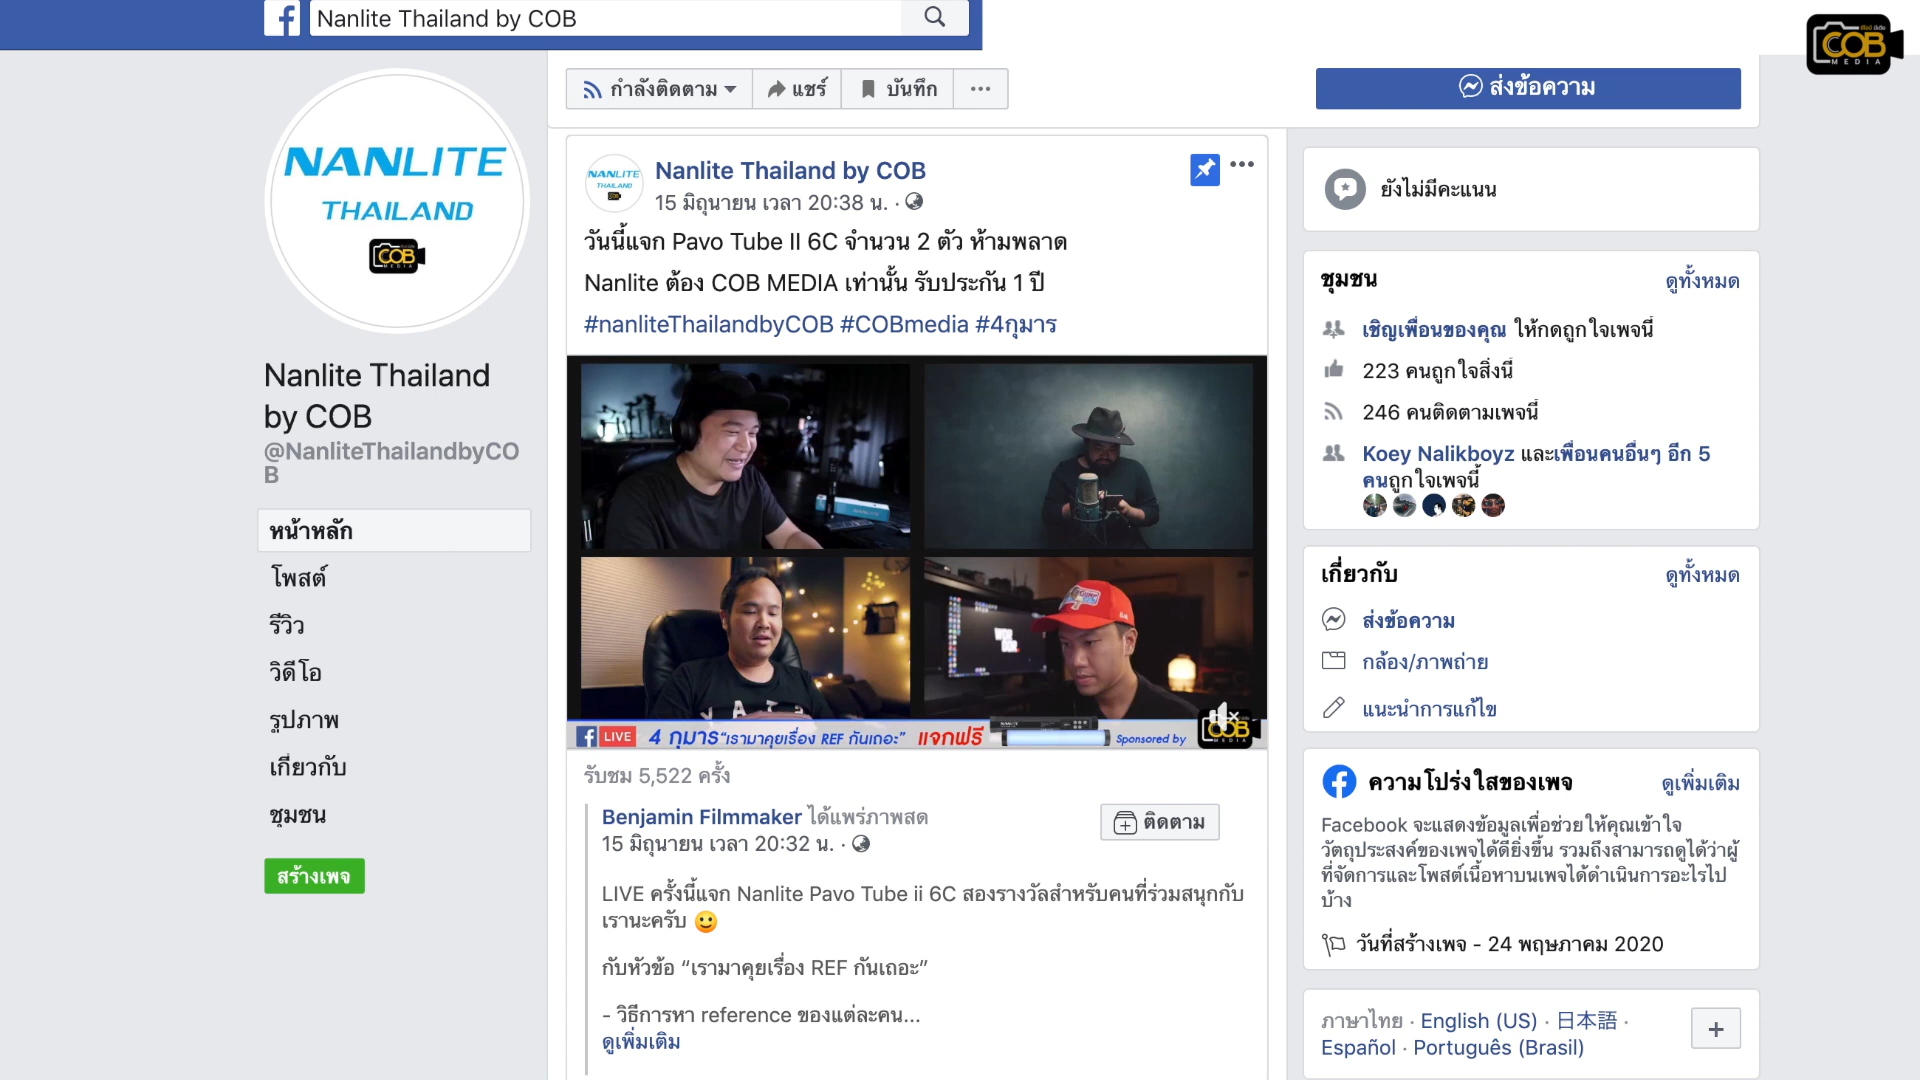 Nanlite Thailand by COB
COB
MEDIA
กำลังติดตาม
แชร์
บันทึก
ส่งข้อความ
NANLITE
THAILAND
COB
MEDIA
Nanlite Thailand
by COB
@NanliteThailandbyCO
B
หน้าหลัก
โพสต์
รีวิว
วิดีโอ
รูปภาพ
เกี่ยวกับ
ชุมชน
สร้างเพจ
NANLITE
THAILAND
Nanlite Thailand by COB
15 มิถุนายน เวลา 20:38 น. ·
วันนี้แจก Pavo Tube II 6C จำนวน 2 ตัว ห้ามพลาด
Nanlite ต้อง COB MEDIA เท่านั้น รับประกัน 1 ปี
#nanliteThailandbyCOB #COBmedia #4กุมาร
LIVE 4 กุมาร "เรามาคุยเรื่อง REF กันเถอะ" แจกฟรี Sponsored by COB
รับชม 5,522 ครั้ง
Benjamin Filmmaker ได้แพร่ภาพสด
15 มิถุนายน เวลา 20:32 น. ·
ติดตาม
LIVE ครั้งนี้แจก Nanlite Pavo Tube ii 6C สองรางวัลสำหรับคนที่ร่วมสนุกกับ
เรานะครับ 🙂
กับหัวข้อ “เรามาคุยเรื่อง REF กันเถอะ”
- วิธีการหา reference ของแต่ละคน...
ดูเพิ่มเติม
ยังไม่มีคะแนน
ชุมชน
ดูทั้งหมด
เชิญเพื่อนของคุณ ให้กดถูกใจเพจนี้
223 คนถูกใจสิ่งนี้
246 คนติดตามเพจนี้
Koey Nalikboyz และเพื่อนคนอื่นๆ อีก 5
คนถูกใจเพจนี้
เกี่ยวกับ
ดูทั้งหมด
ส่งข้อความ
กล้อง/ภาพถ่าย
แนะนำการแก้ไข
ความโปร่งใสของเพจ
ดูเพิ่มเติม
Facebook จะแสดงข้อมูลเพื่อช่วยให้คุณเข้าใจ
วัตถุประสงค์ของเพจได้ดียิ่งขึ้น รวมถึงสามารถดูได้ว่าผู้
ที่จัดการและโพสต์เนื้อหาบนเพจได้ดำเนินการอะไรไป
บ้าง
วันที่สร้างเพจ - 24 พฤษภาคม 2020
ภาษาไทย · English (US) · 日本語 ·
Español · Português (Brasil)